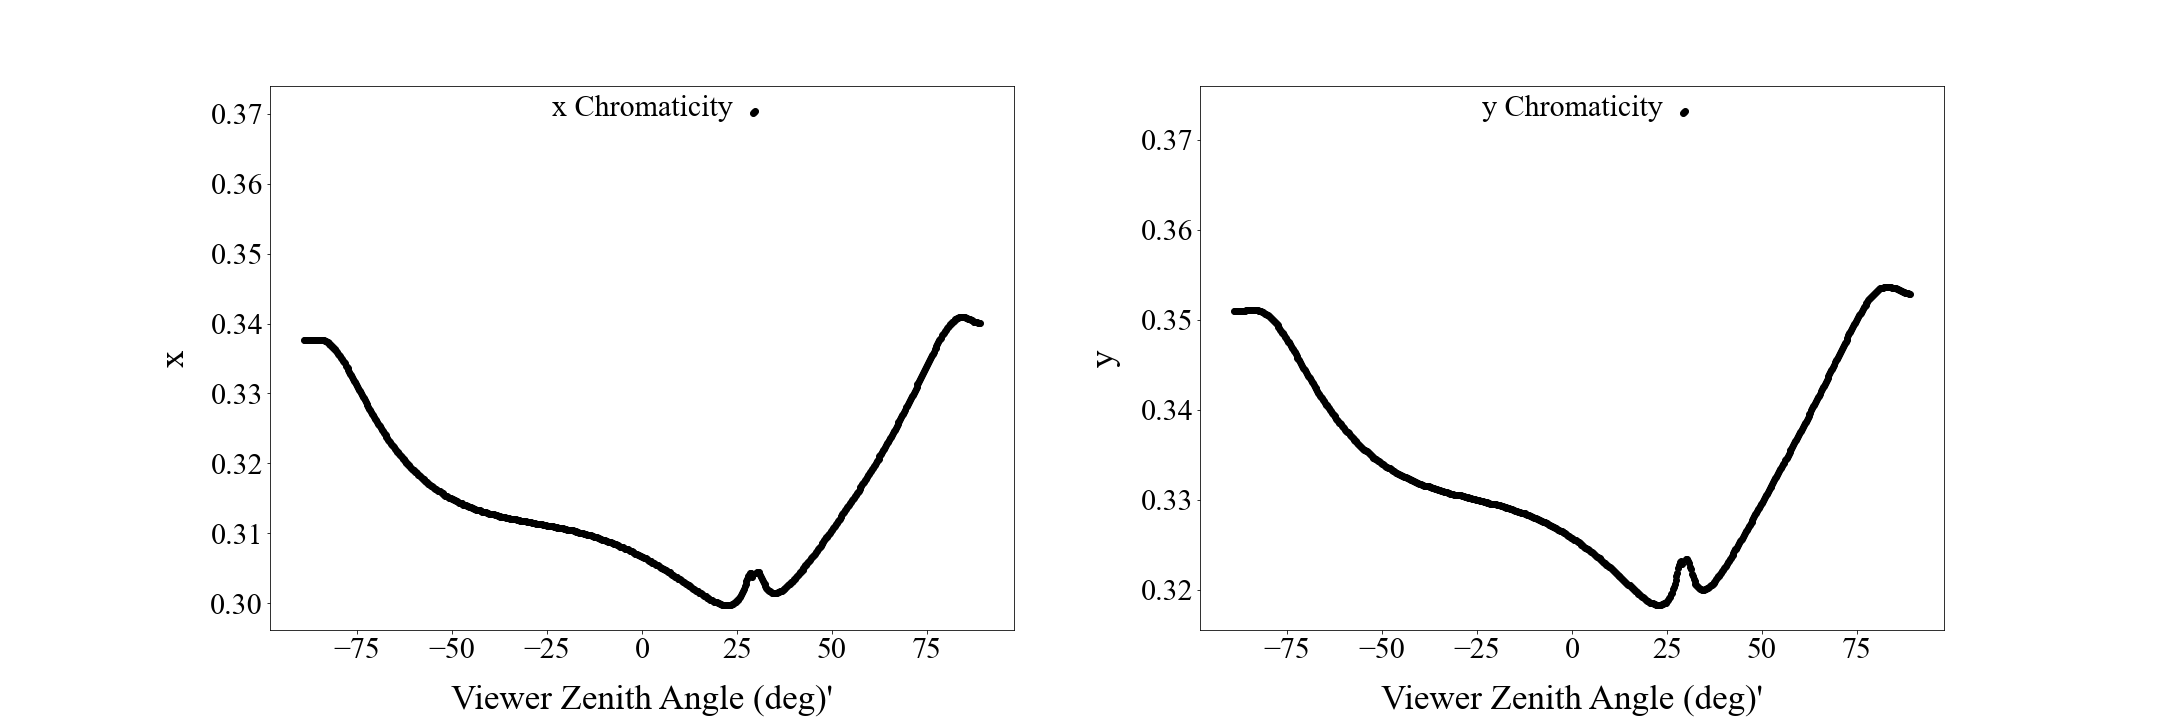 x Chromaticity
0.37
0.36
0.35
0.34
0.33
0.32
0.31
0.30
x
−75 −50 −25 0 25 50 75
Viewer Zenith Angle (deg)'
y Chromaticity
0.37
0.36
0.35
0.34
0.33
0.32
y
−75 −50 −25 0 25 50 75
Viewer Zenith Angle (deg)'